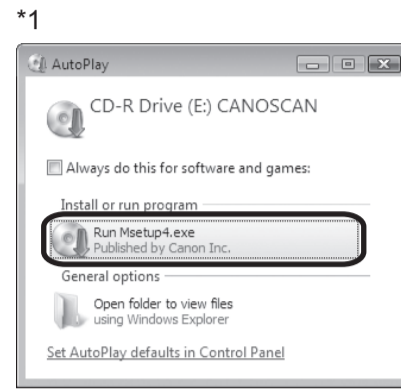 *1
AutoPlay
CD-R Drive (E:) CANOSCAN
Always do this for software and games:
Install or run program
Run Msetup4.exe
Published by Canon Inc.
General options
Open folder to view files
using Windows Explorer
Set AutoPlay defaults in Control Panel